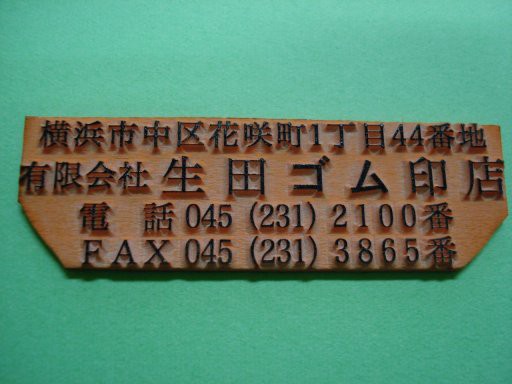 横浜市中区花咲町1丁目44番地
有限会社 生田ゴム印店
電話 045 (231) 2100番
FAX 045 (231) 3865番